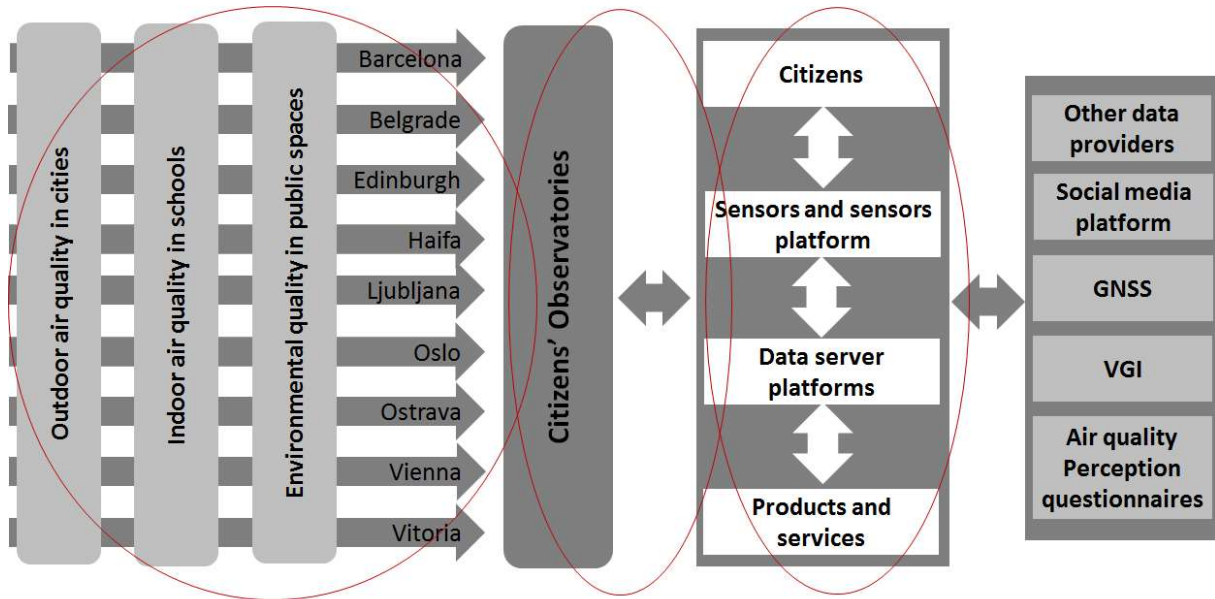 Outdoor air quality in cities
Indoor air quality in schools
Environmental quality in public spaces
Barcelona
Belgrade
Edinburgh
Haifa
Ljubljana
Oslo
Ostrava
Vienna
Vitoria
Citizens’ Observatories
Citizens
Sensors and sensors
platform
Data server
platforms
Products and
services
Other data
providers
Social media
platform
GNSS
VGI
Air quality
Perception
questionnaires